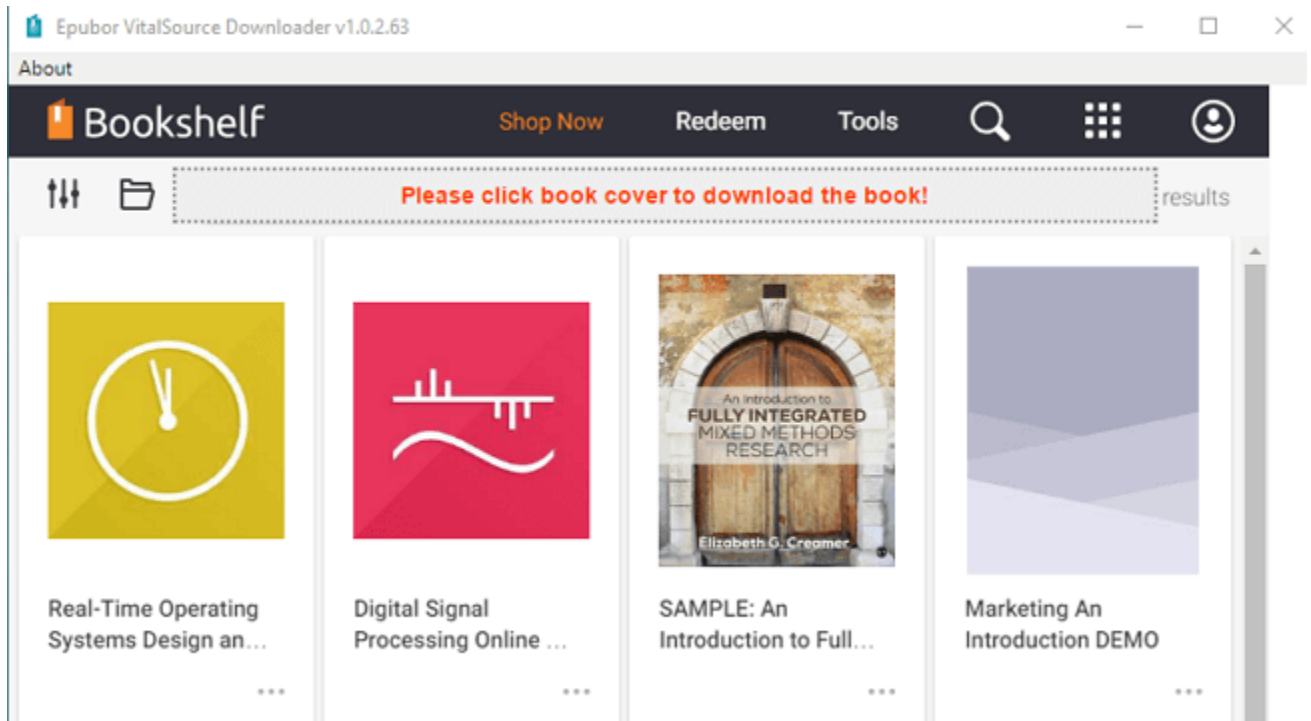 Epubor VitalSource Downloader v1.0.2.63
About
Bookshelf
Shop Now
Redeem
Tools
Please click book cover to download the book!
results
An Introduction to
FULLY INTEGRATED
MIXED METHODS
RESEARCH
Elizabeth G. Creamer
Real-Time Operating
Systems Design an...
Digital Signal
Processing Online ...
SAMPLE: An
Introduction to Full...
Marketing An
Introduction DEMO